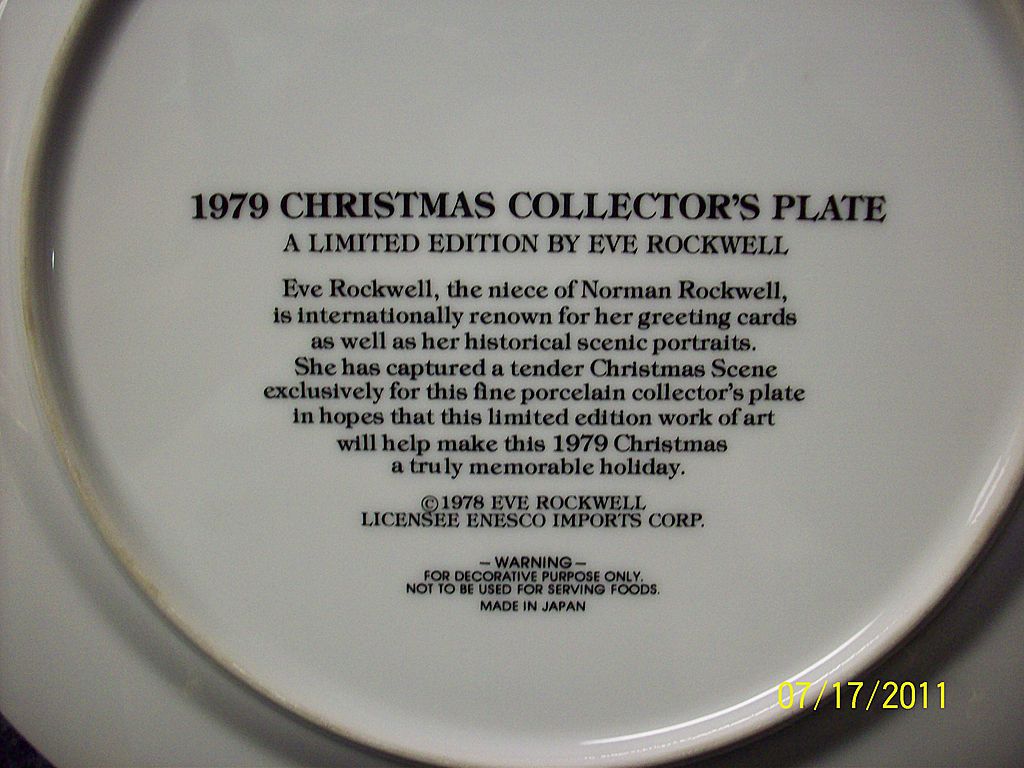 1979 CHRISTMAS COLLECTOR'S PLATE
A LIMITED EDITION BY EVE ROCKWELL
Eve Rockwell, the niece of Norman Rockwell,
is internationally renown for her greeting cards
as well as her historical scenic portraits.
She has captured a tender Christmas Scene
exclusively for this fine porcelain collector's plate
in hopes that this limited edition work of art
will help make this 1979 Christmas
a truly memorable holiday.
©1978 EVE ROCKWELL
LICENSEE ENESCO IMPORTS CORP.
— WARNING —
FOR DECORATIVE PURPOSE ONLY.
NOT TO BE USED FOR SERVING FOODS.
MADE IN JAPAN
07/17/2011